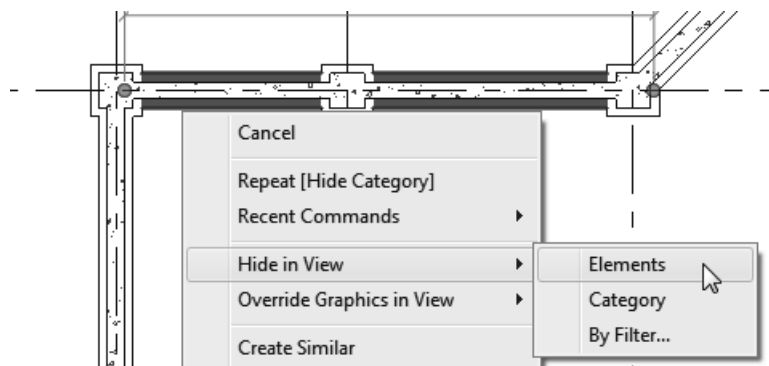 Cancel
Repeat [Hide Category]
Recent Commands
Hide in View
Override Graphics in View
Create Similar
Elements
Category
By Filter...